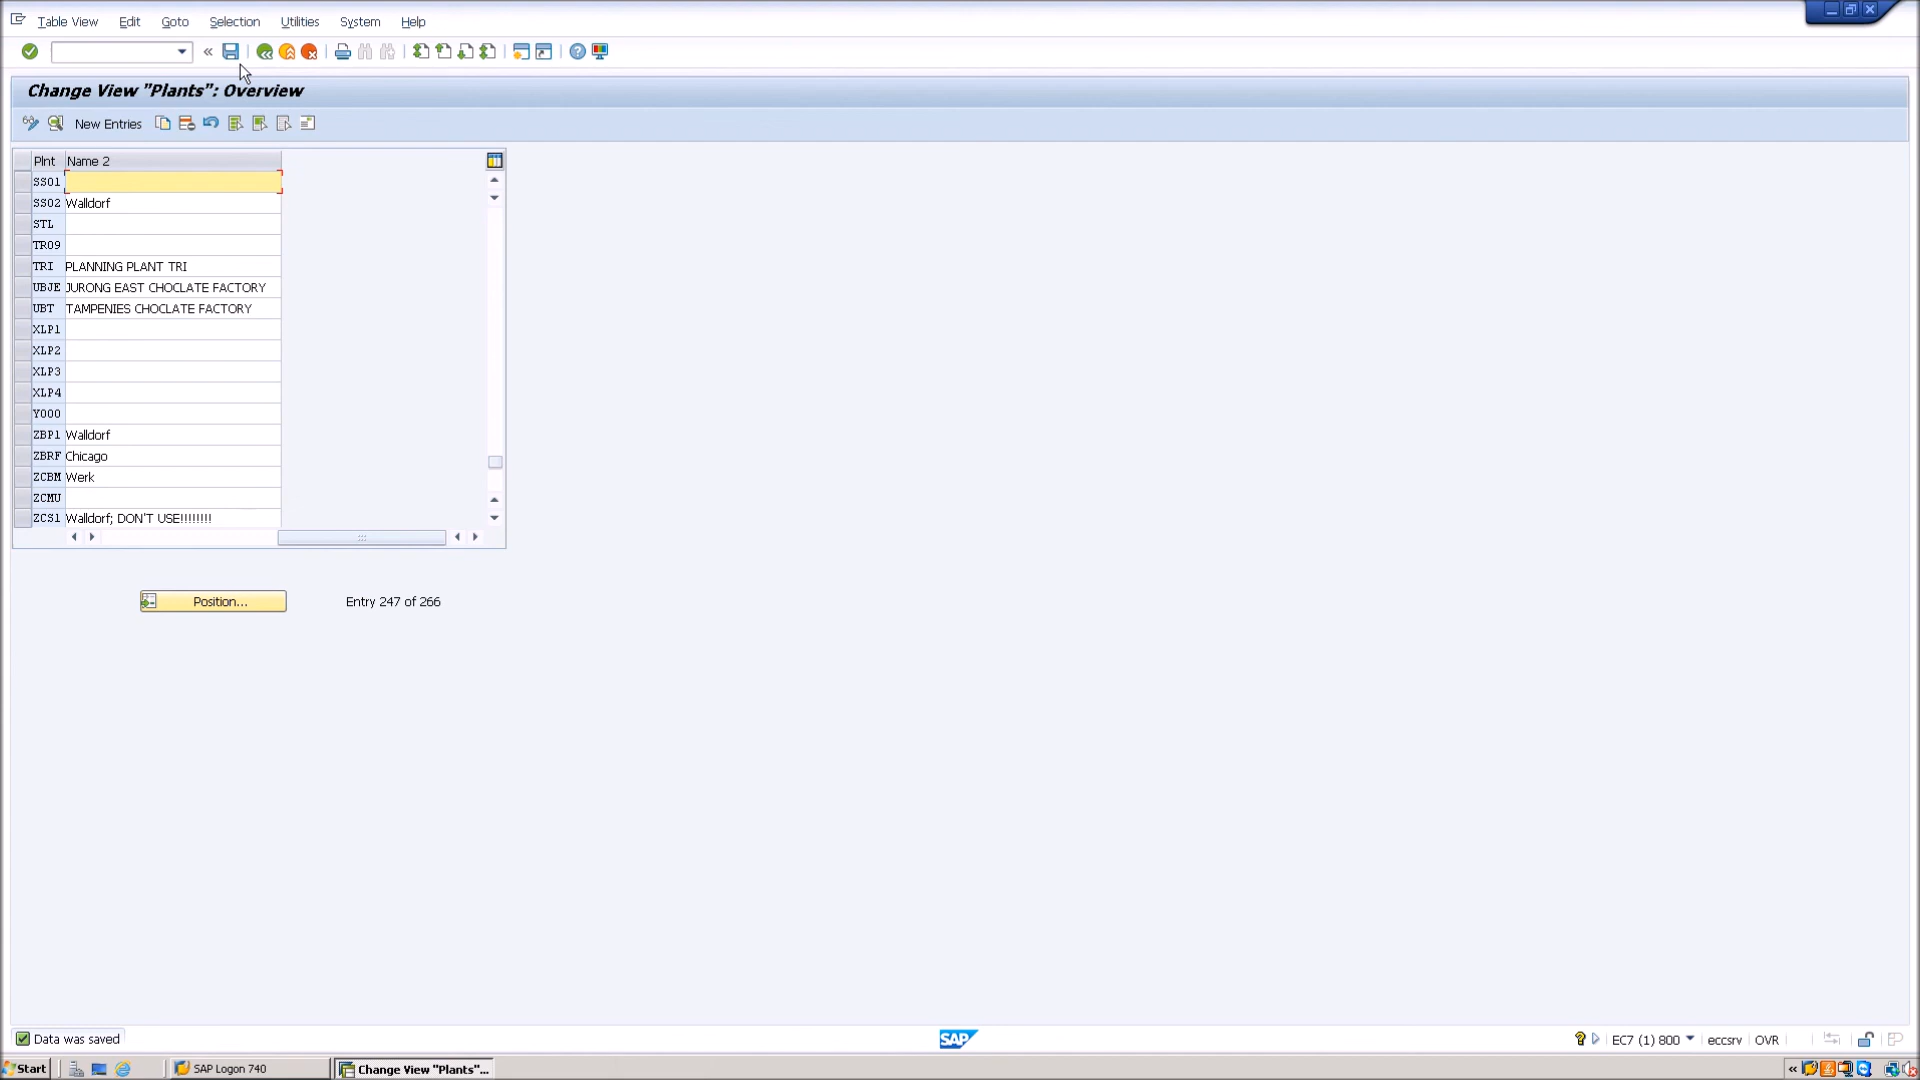 Table View Edit Goto Selection Utilities System Help
Change View "Plants": Overview
New Entries
Plnt Name 2
SS01
SS02 Walldorf
STL
TR09
TRI PLANNING PLANT TRI
UBJE JURONG EAST CHOCLATE FACTORY
UBT TAMPENIES CHOCLATE FACTORY
XLP1
XLP2
XLP3
XLP4
Y000
ZBP1 Walldorf
ZBRF Chicago
ZCBM Werk
ZCMU
ZCS1 Walldorf; DON'T USE!!!!!!!!
Position... Entry 247 of 266
Data was saved SAP EC7 (1) 800 eccsrv OVR
Start SAP Logon 740 Change View "Plants"...